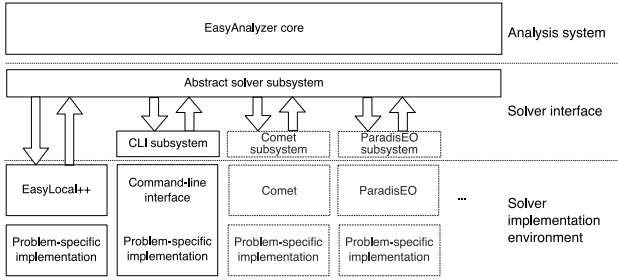 EasyAnalyzer core
Analysis system
Abstract solver subsystem
Solver interface
CLI subsystem
Comet
subsystem
ParadisEO
subsystem
EasyLocal++
Command-line
interface
Comet
ParadisEO
...
Solver
implementation
environment
Problem-specific
implementation
Problem-specific
implementation
Problem-specific
implementation
Problem-specific
implementation